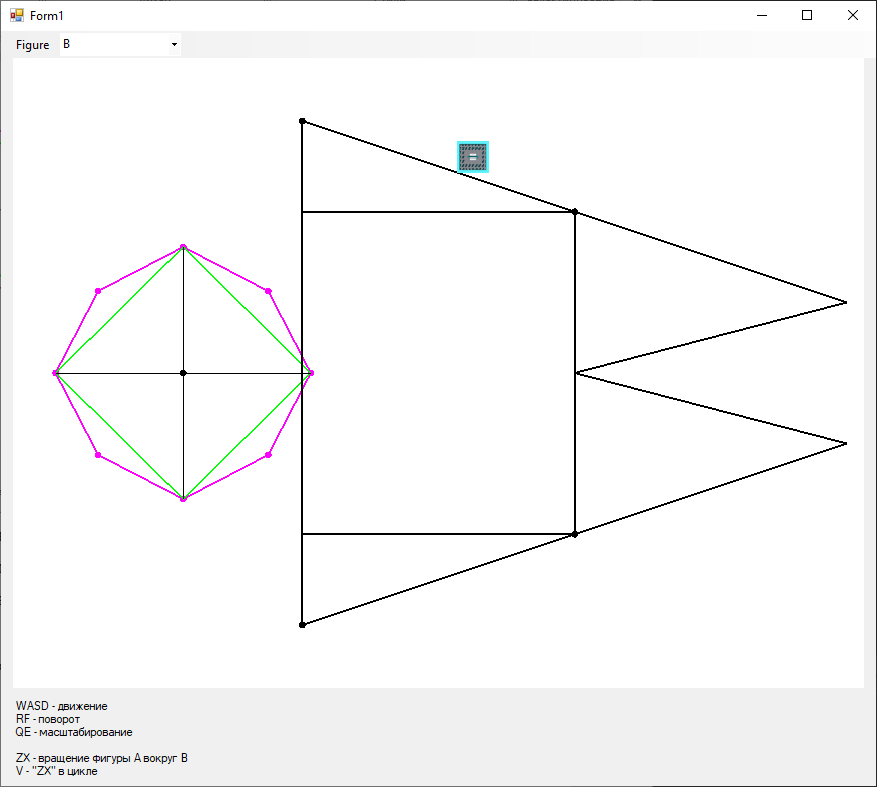 Form1
Figure B
WASD - движение
RF - поворот
QE - масштабирование
ZX - вращение фигуры A вокруг B
V - "ZX" в цикле